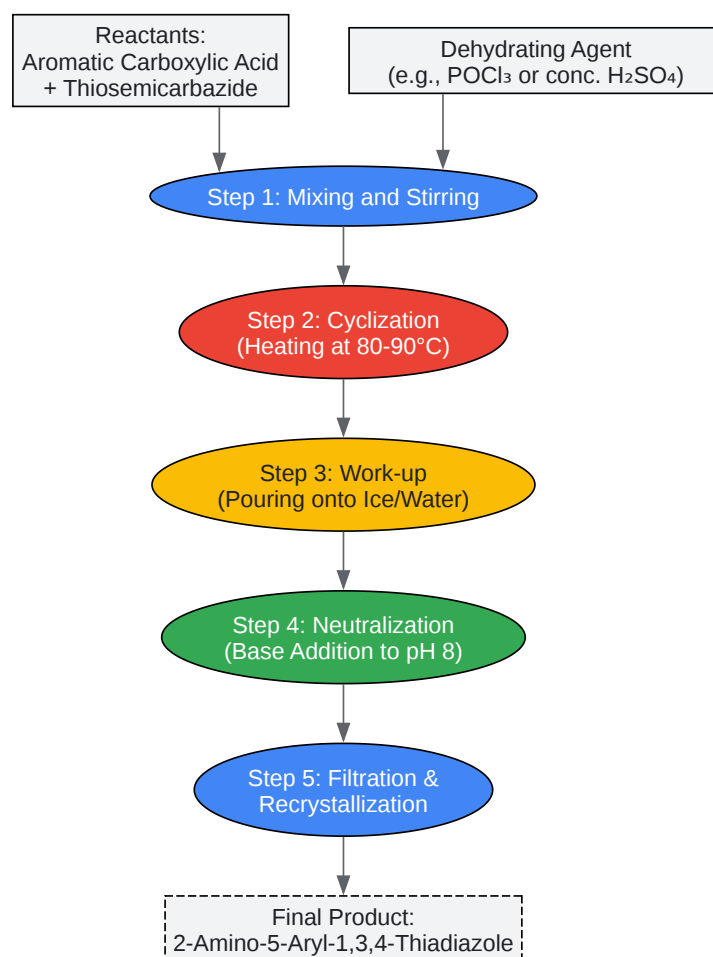 Reactants:
Aromatic Carboxylic Acid
+ Thiosemicarbazide
Dehydrating Agent
(e.g., POCl₃ or conc. H₂SO₄)
Step 1: Mixing and Stirring
Step 2: Cyclization
(Heating at 80-90°C)
Step 3: Work-up
(Pouring onto Ice/Water)
Step 4: Neutralization
(Base Addition to pH 8)
Step 5: Filtration &
Recrystallization
Final Product:
2-Amino-5-Aryl-1,3,4-Thiadiazole